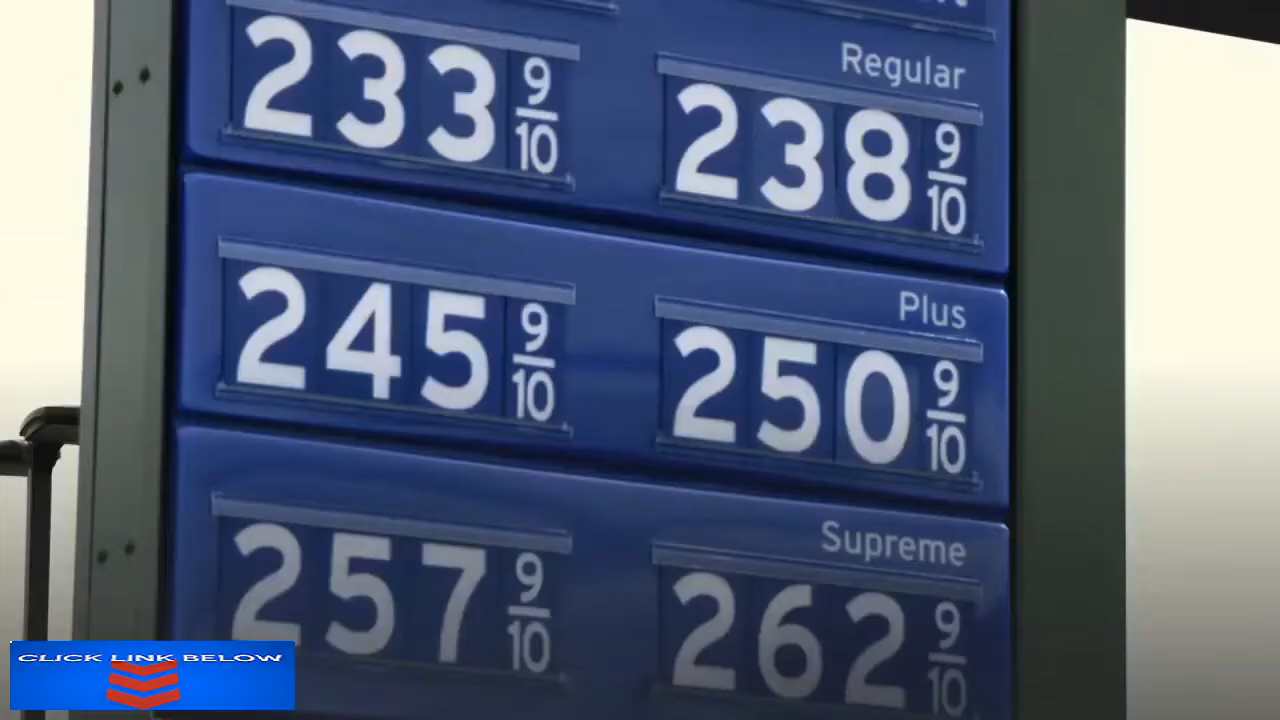 Regular
233 9/10 238 9/10
Plus
245 9/10 250 9/10
Supreme
257 9/10 262 9/10
CLICK LINK BELOW